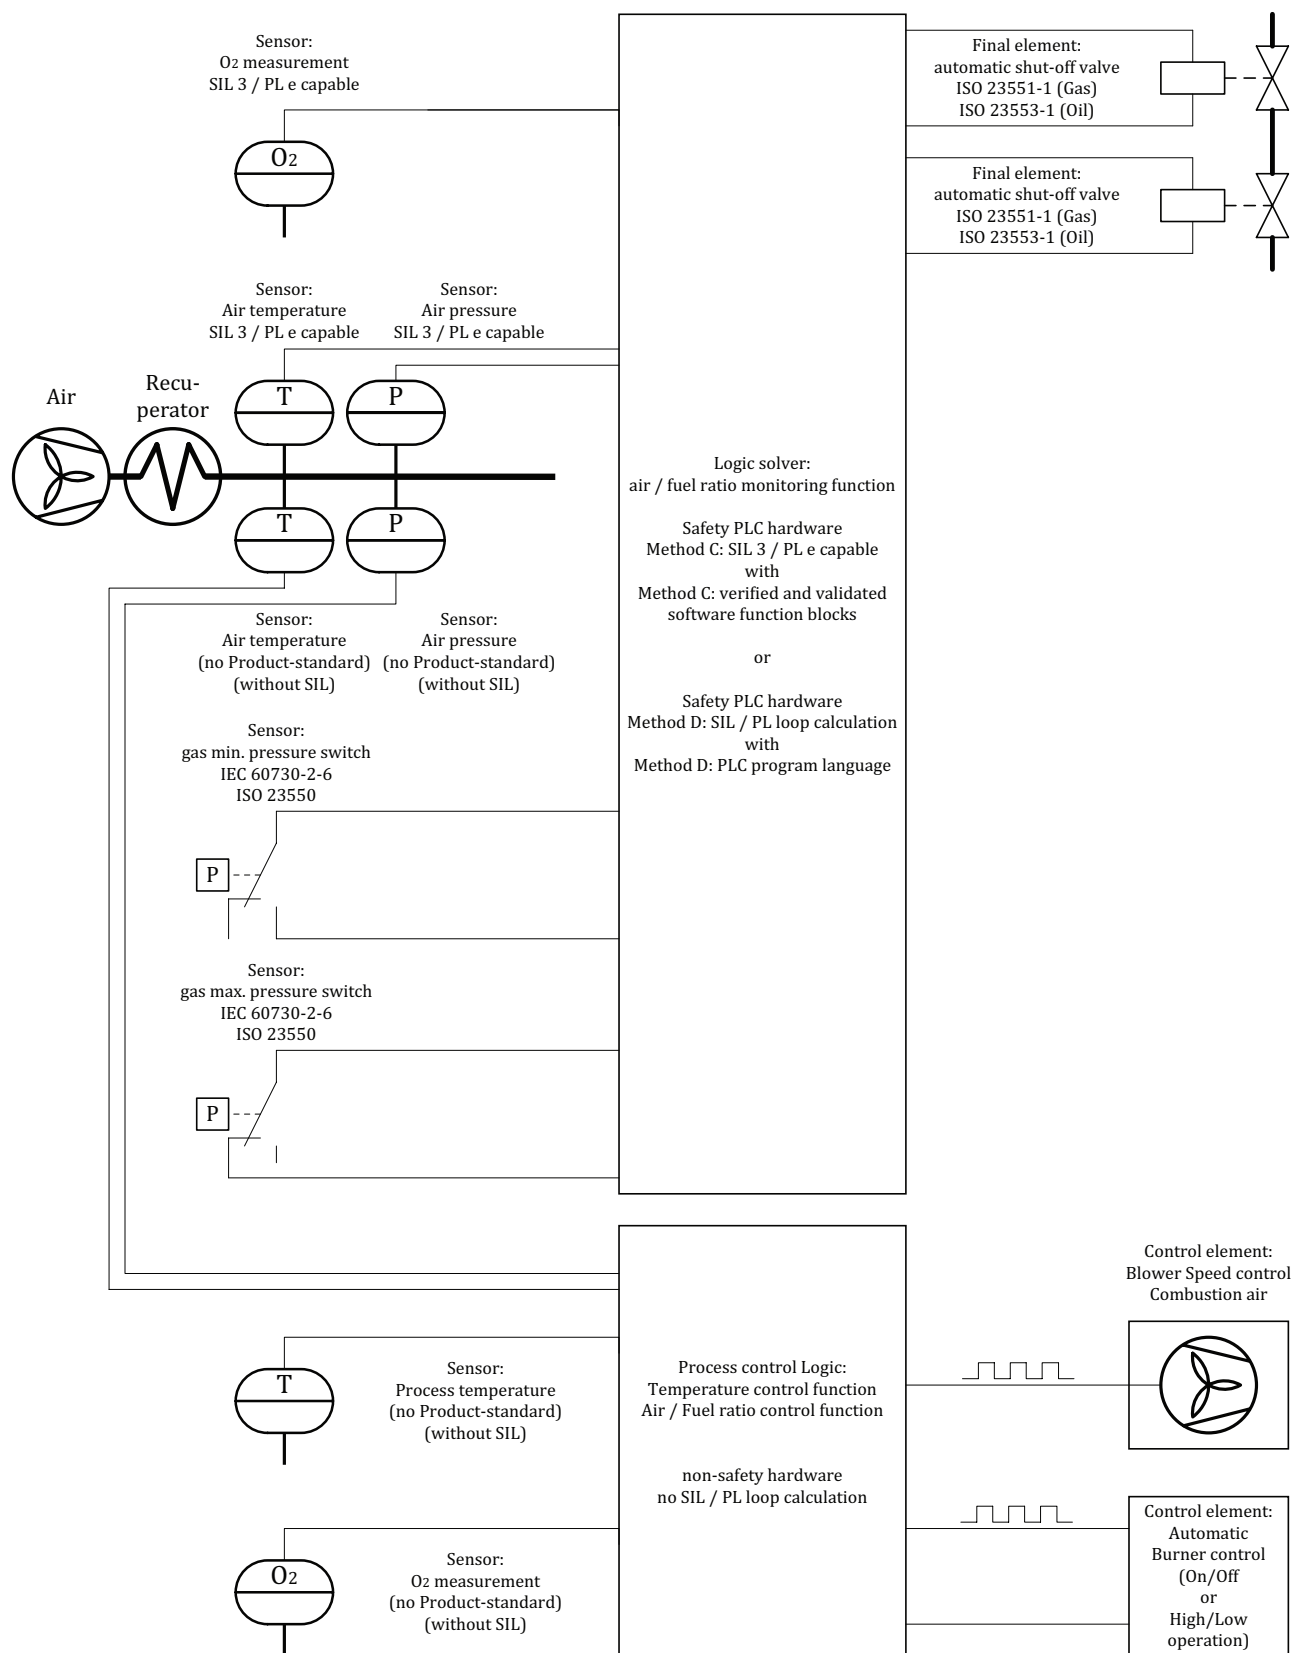 Sensor:
O2 measurement
SIL 3 / PL e capable
O2
Final element:
automatic shut-off valve
ISO 23551-1 (Gas)
ISO 23553-1 (Oil)
Final element:
automatic shut-off valve
ISO 23551-1 (Gas)
ISO 23553-1 (Oil)
Sensor:
Air temperature
SIL 3 / PL e capable
Sensor:
Air pressure
SIL 3 / PL e capable
Air
Recu-
perator
T
P
T
P
Sensor:
Air temperature
(no Product-standard)
(without SIL)
Sensor:
Air pressure
(no Product-standard)
(without SIL)
Logic solver:
air / fuel ratio monitoring function
Safety PLC hardware
Method C: SIL 3 / PL e capable
with
Method C: verified and validated
software function blocks
or
Safety PLC hardware
Method D: SIL / PL loop calculation
with
Method D: PLC program language
Sensor:
gas min. pressure switch
IEC 60730-2-6
ISO 23550
P
Sensor:
gas max. pressure switch
IEC 60730-2-6
ISO 23550
P
Control element:
Blower Speed control
Combustion air
T
Sensor:
Process temperature
(no Product-standard)
(without SIL)
Process control Logic:
Temperature control function
Air / Fuel ratio control function
non-safety hardware
no SIL / PL loop calculation
O2
Sensor:
O2 measurement
(no Product-standard)
(without SIL)
Control element:
Automatic
Burner control
(On/Off
or
High/Low
operation)